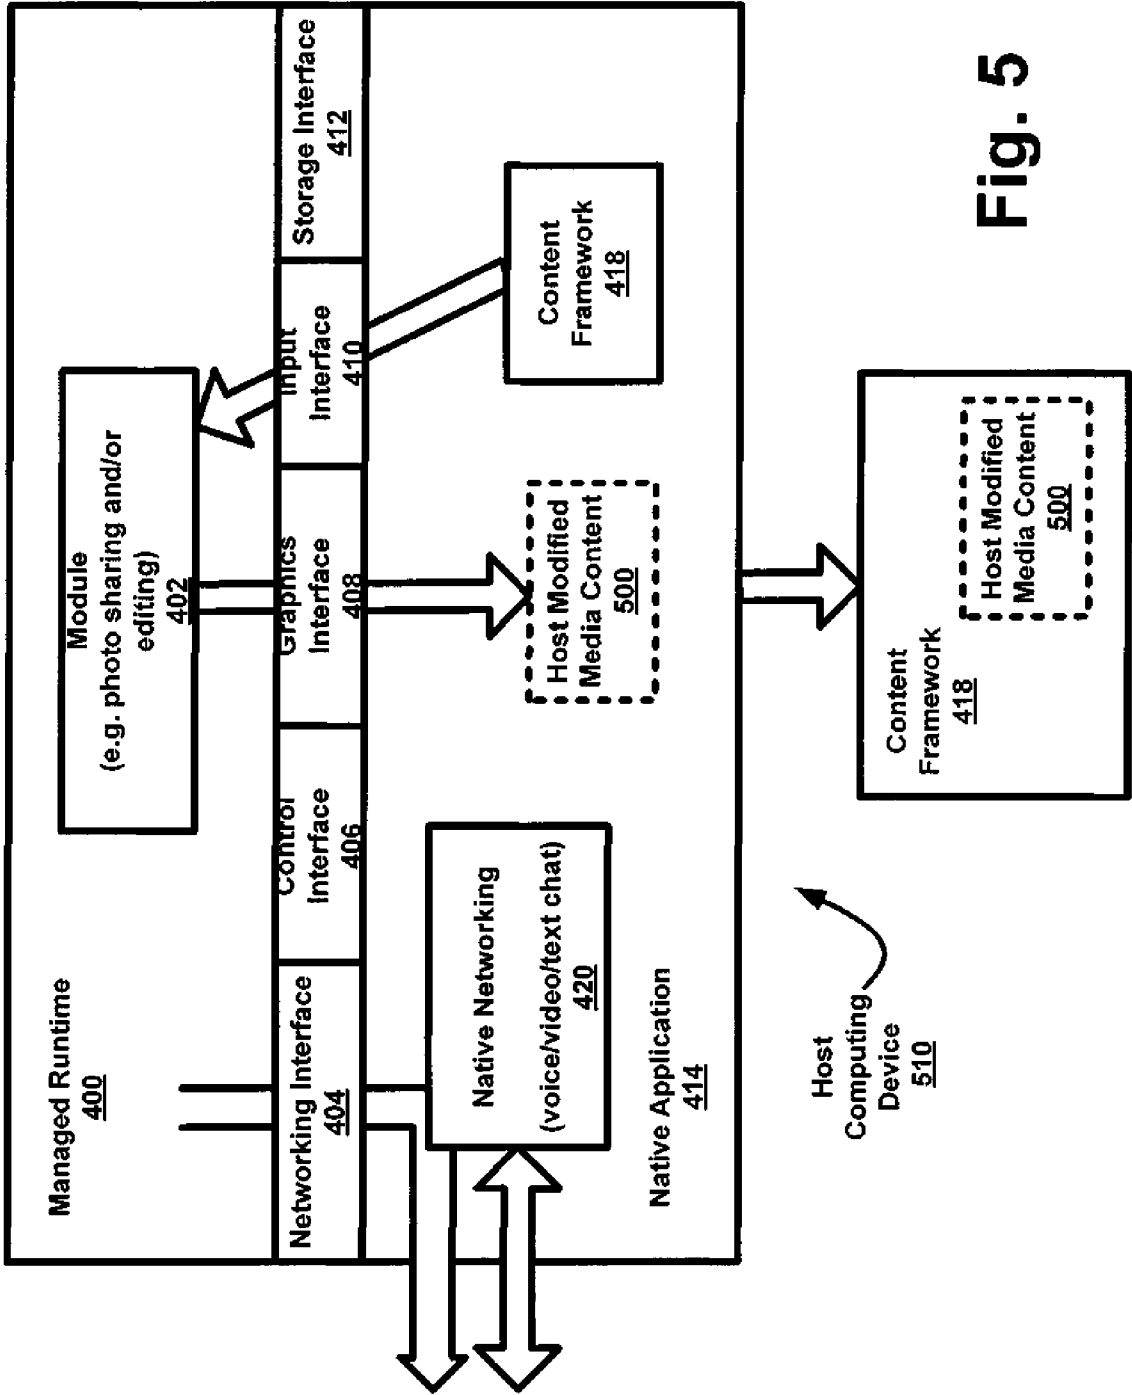 Managed Runtime
400
Module
(e.g. photo sharing and/or
editing)
402
Networking Interface
404
Control
Interface
406
Graphics
Interface
408
Input
Interface
410
Storage Interface
412
Native Networking
(voice/video/text chat)
420
Host Modified
Media Content
500
Content
Framework
418
Native Application
414
Host
Computing
Device
510
Content
Framework
418
Host Modified
Media Content
500
Fig. 5